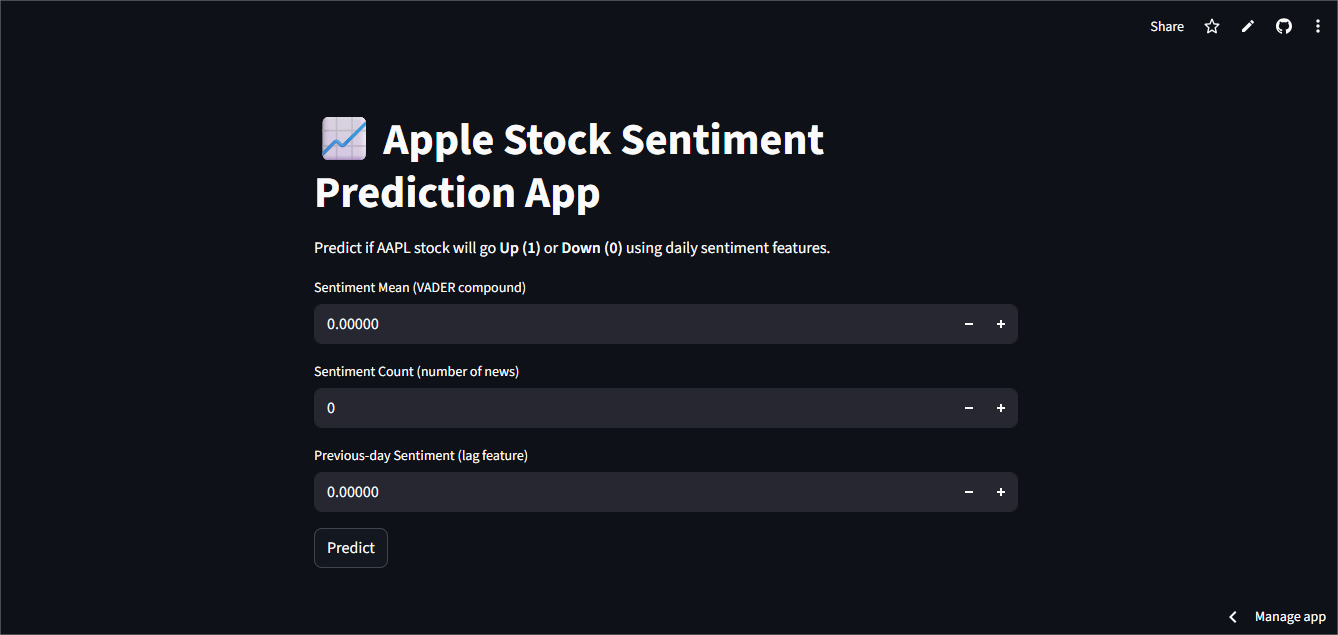 Share
Apple Stock Sentiment
Prediction App
Predict if AAPL stock will go Up (1) or Down (0) using daily sentiment features.
Sentiment Mean (VADER compound)
0.00000
Sentiment Count (number of news)
0
Previous-day Sentiment (lag feature)
0.00000
Predict
Manage app